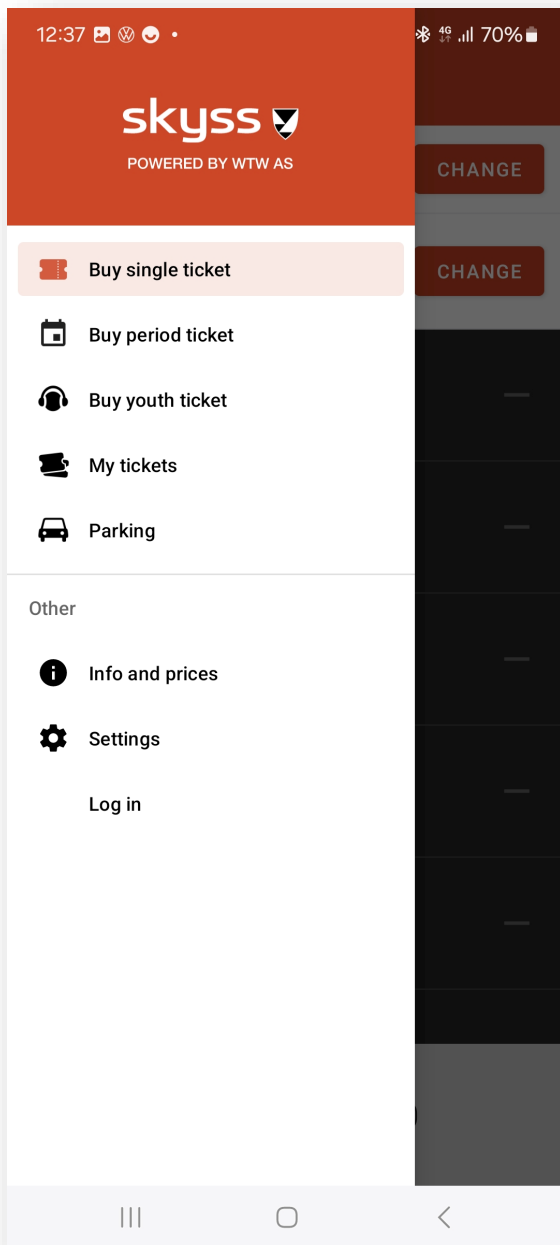 12:37
4G 70%
skyss
POWERED BY WTW AS
CHANGE
CHANGE
Buy single ticket
Buy period ticket
Buy youth ticket
My tickets
Parking
Other
Info and prices
Settings
Log in